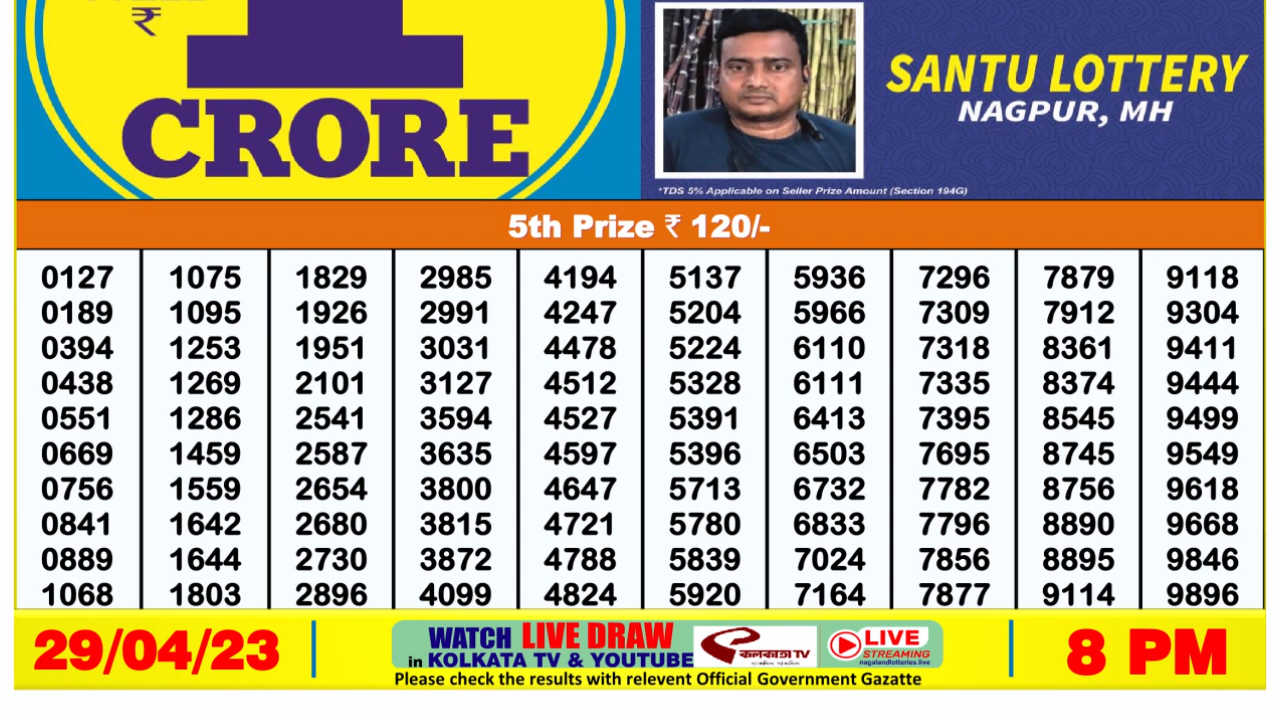 ₹
1
CRORE
SANTU LOTTERY
NAGPUR, MH
*TDS 5% Applicable on Seller Prize Amount (Section 194G)
5th Prize ₹ 120/-
0127 1075 1829 2985 4194 5137 5936 7296 7879 9118
0189 1095 1926 2991 4247 5204 5966 7309 7912 9304
0394 1253 1951 3031 4478 5224 6110 7318 8361 9411
0438 1269 2101 3127 4512 5328 6111 7335 8374 9444
0551 1286 2541 3594 4527 5391 6413 7395 8545 9499
0669 1459 2587 3635 4597 5396 6503 7695 8745 9549
0756 1559 2654 3800 4647 5713 6732 7782 8756 9618
0841 1642 2680 3815 4721 5780 6833 7796 8890 9668
0889 1644 2730 3872 4788 5839 7024 7856 8895 9846
1068 1803 2896 4099 4824 5920 7164 7877 9114 9896
29/04/23
WATCH LIVE DRAW
in KOLKATA TV & YOUTUBE
কলকাতা TV
LIVE
STREAMING
nagalandlotteries.live
8 PM
Please check the results with relevent Official Government Gazatte